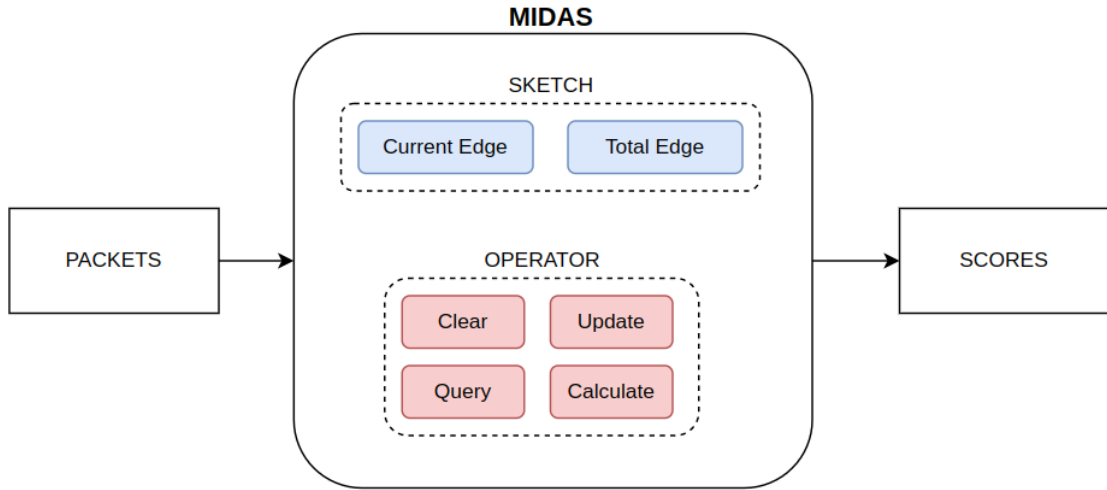 MIDAS
SKETCH
Current Edge
Total Edge
PACKETS
OPERATOR
Clear
Update
Query
Calculate
SCORES